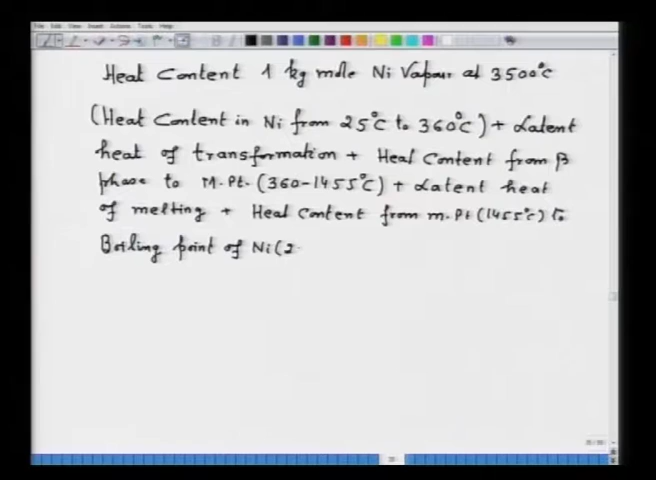 Heat Content 1 kg mole Ni Vapour at 3500°C
(Heat Content in Ni from 25°C to 360°C) + Latent
heat of transformation + Heat Content from β
phase to M.Pt. (360-1455°C) + Latent heat
of melting + Heat Content from m.Pt (1455°C) to
Boiling point of Ni (2